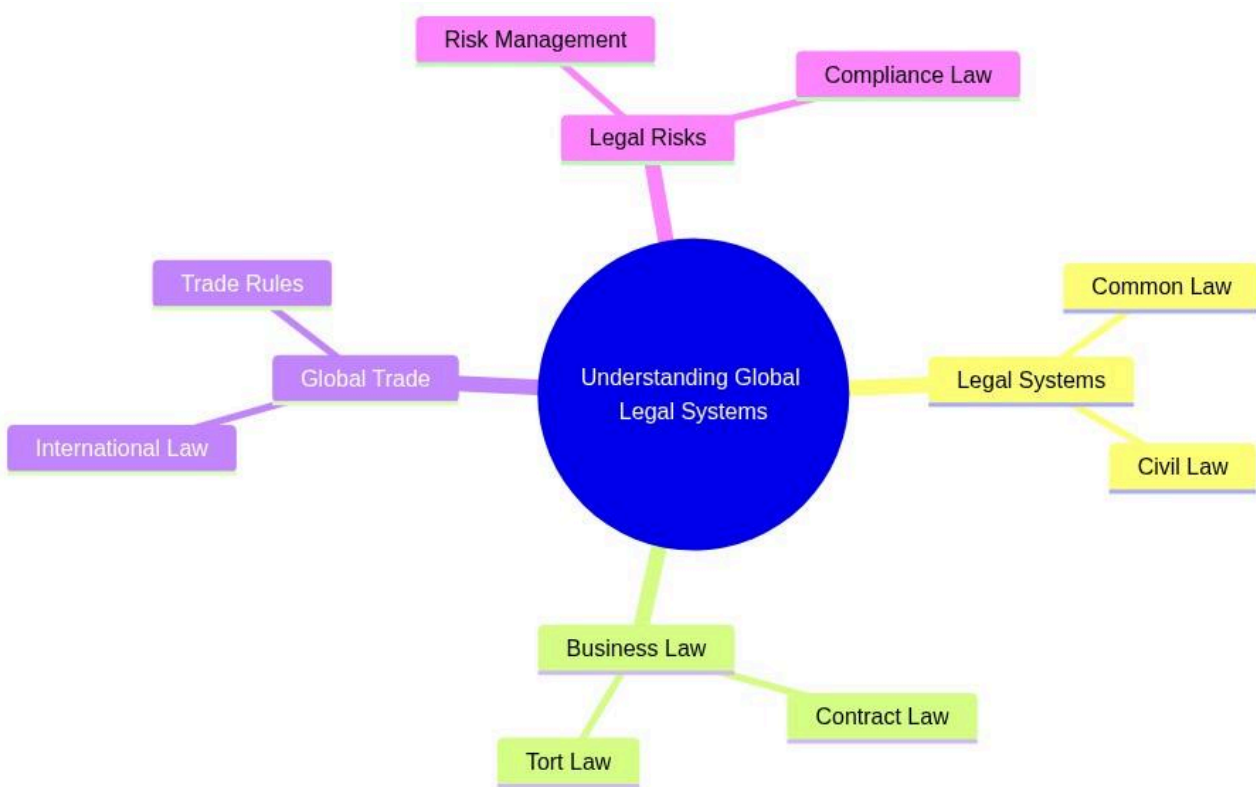 Risk Management
Compliance Law
Legal Risks
Trade Rules
Common Law
Global Trade
Understanding Global
Legal Systems
Legal Systems
International Law
Civil Law
Business Law
Contract Law
Tort Law